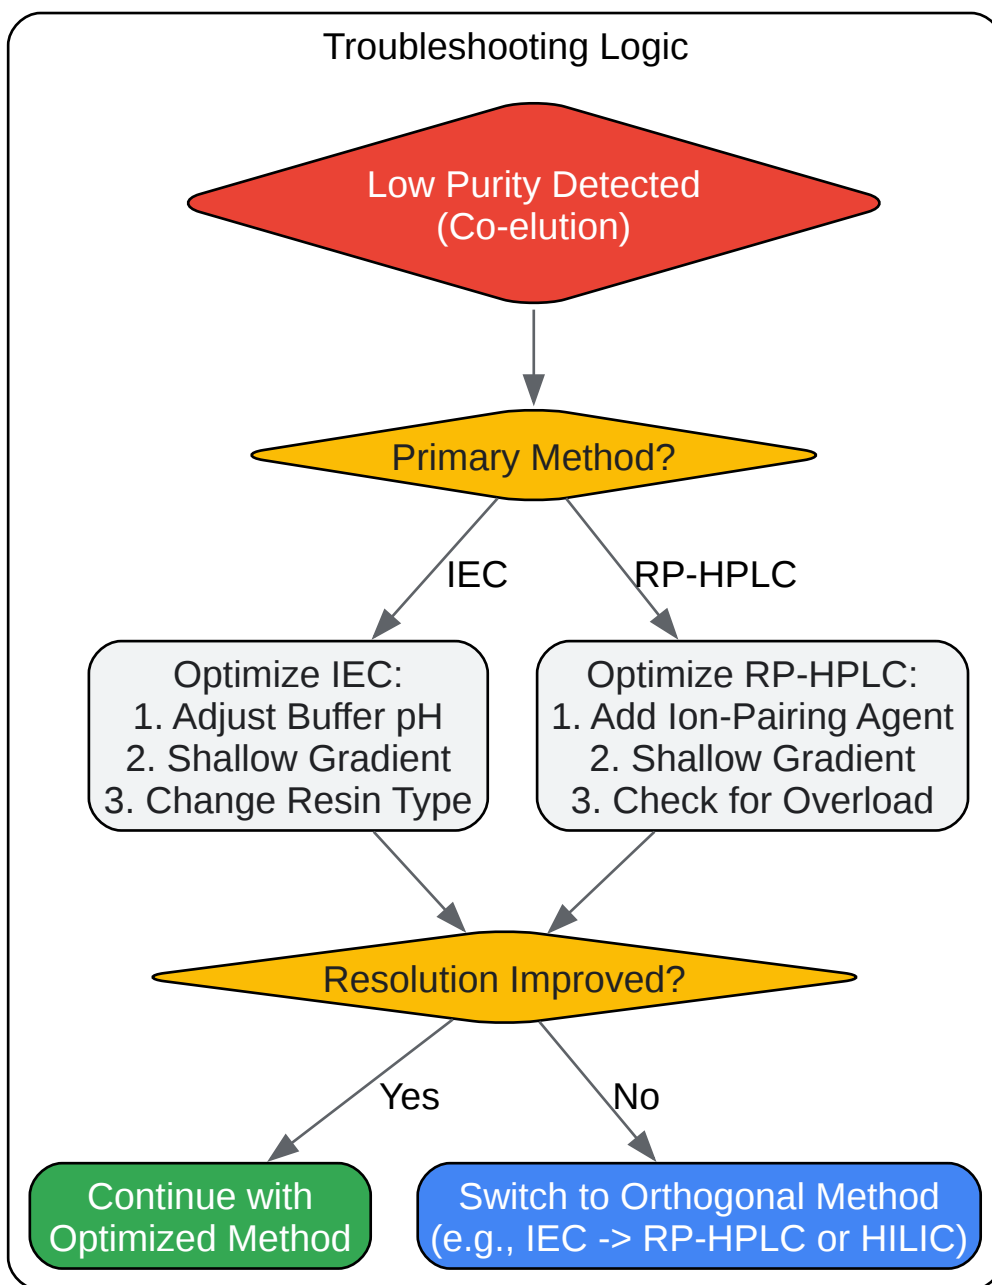 Troubleshooting Logic
Low Purity Detected
(Co-elution)
Primary Method?
IEC
RP-HPLC
Optimize IEC:
1. Adjust Buffer pH
2. Shallow Gradient
3. Change Resin Type
Optimize RP-HPLC:
1. Add Ion-Pairing Agent
2. Shallow Gradient
3. Check for Overload
Resolution Improved?
Yes
No
Continue with
Optimized Method
Switch to Orthogonal Method
(e.g., IEC -> RP-HPLC or HILIC)